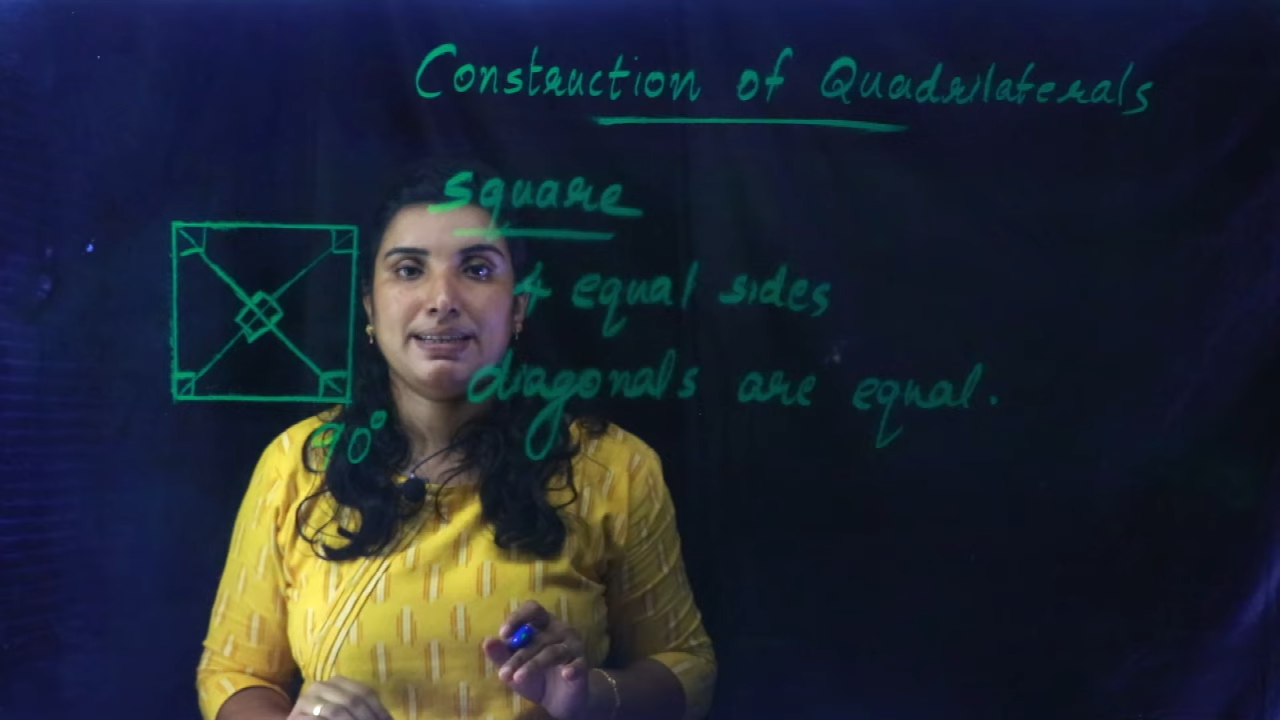 Construction of Quadrilaterals
square
4 equal sides
diagonals are equal.
90°